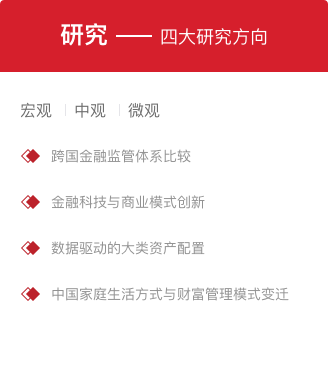 研究 —— 四大研究方向
宏观 | 中观 | 微观
跨国金融监管体系比较
金融科技与商业模式创新
数据驱动的大类资产配置
中国家庭生活方式与财富管理模式变迁